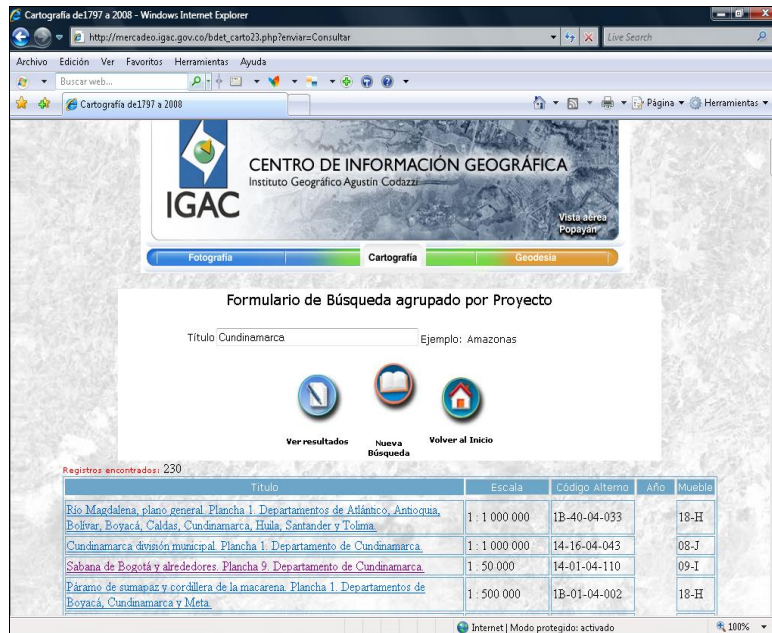 Cartografía de1797 a 2008 - Windows Internet Explorer
http://mercadeo.igac.gov.co/bdet_carto23.php?enviar=Consultar
Live Search
Archivo Edición Ver Favoritos Herramientas Ayuda
Buscar web...
Cartografía de1797 a 2008
Página
Herramientas
IGAC
CENTRO DE INFORMACIÓN GEOGRÁFICA
Instituto Geográfico Agustín Codazzi
Vista aérea
Popayán
Fotografía Cartografía Geodesia
Formulario de Búsqueda agrupado por Proyecto
Título Cundinamarca Ejemplo: Amazonas
Ver resultados
Nueva
Búsqueda
Volver al Inicio
Registros encontrados: 230
Titulo Escala Código Alterno Año Mueble
Río Magdalena, plano general. Plancha 1. Departamentos de Atlántico, Antioquia,
Bolívar, Boyacá, Caldas, Cundinamarca, Huila, Santander y Tolima. 1 : 1 000 000 1B-40-04-033 18-H
Cundinamarca división municipal. Plancha 1. Departamento de Cundinamarca. 1 : 1 000 000 14-16-04-043 08-J
Sabana de Bogotá y alrededores. Plancha 9. Departamento de Cundinamarca. 1 : 50 000 14-01-04-110 09-I
Páramo de sumapaz y cordillera de la macarena. Plancha 1. Departamentos de
Boyacá, Cundinamarca y Meta. 1 : 500 000 1B-01-04-002 18-H
Internet | Modo protegido: activado 100%